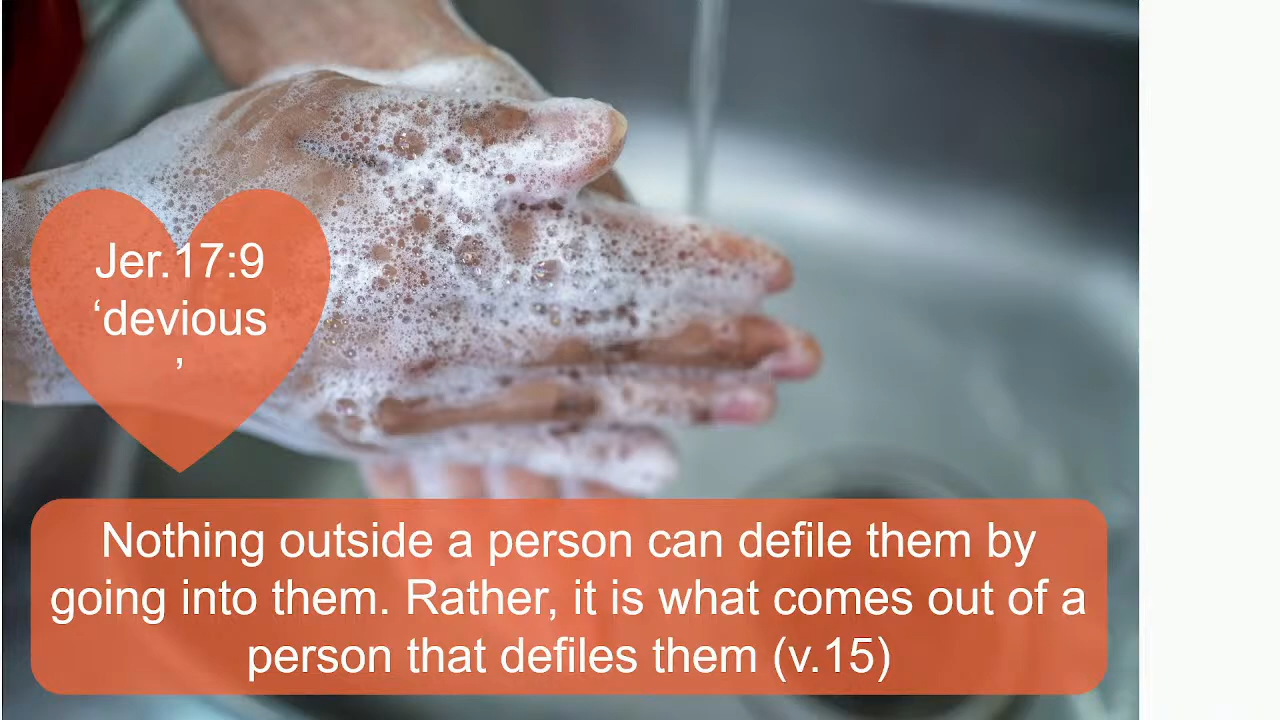 Jer.17:9
‘devious
’
Nothing outside a person can defile them by
going into them. Rather, it is what comes out of a
person that defiles them (v.15)